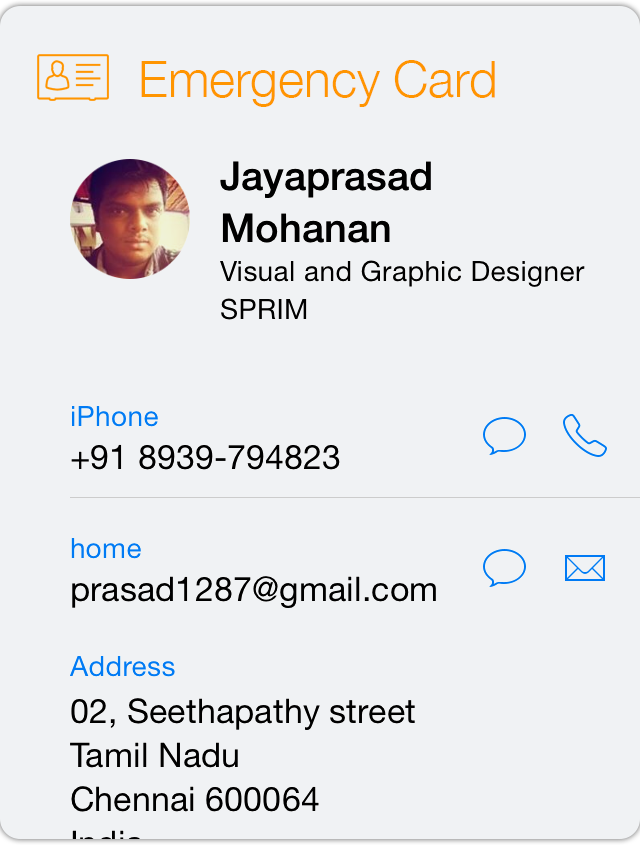 Emergency Card
Jayaprasad
Mohanan
Visual and Graphic Designer
SPRIM
iPhone
+91 8939-794823
home
prasad1287@gmail.com
Address
02, Seethapathy street
Tamil Nadu
Chennai 600064
India